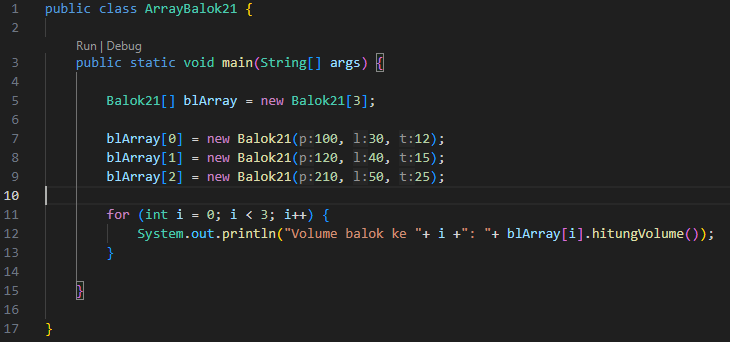 1 public class ArrayBalok21 {
2
Run | Debug
3 public static void main(String[] args) {
4
5 Balok21[] blArray = new Balok21[3];
6
7 blArray[0] = new Balok21(p:100, l:30, t:12);
8 blArray[1] = new Balok21(p:120, l:40, t:15);
9 blArray[2] = new Balok21(p:210, l:50, t:25);
10
11 for (int i = 0; i < 3; i++) {
12 System.out.println("Volume balok ke "+ i +": "+ blArray[i].hitungVolume());
13 }
14
15 }
16
17 }